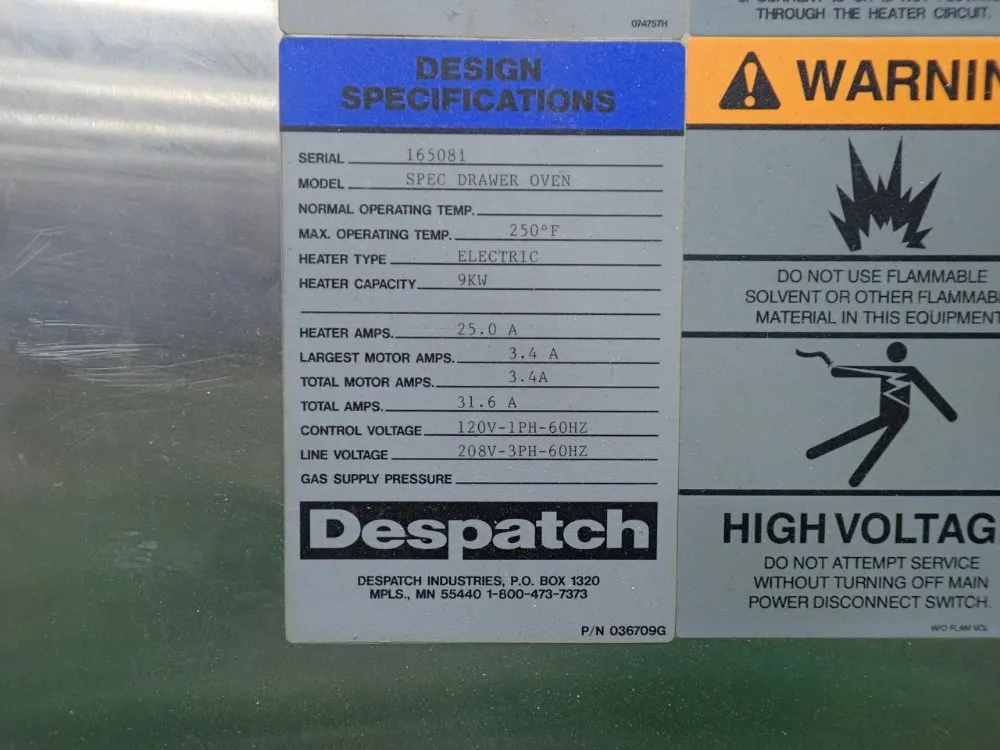 074757H
THROUGH THE HEATER CIRCUIT.
DESIGN
SPECIFICATIONS
SERIAL 165081
MODEL SPEC DRAWER OVEN
NORMAL OPERATING TEMP.
MAX. OPERATING TEMP. 250°F
HEATER TYPE ELECTRIC
HEATER CAPACITY 9KW
HEATER AMPS. 25.0 A
LARGEST MOTOR AMPS. 3.4 A
TOTAL MOTOR AMPS. 3.4A
TOTAL AMPS. 31.6 A
CONTROL VOLTAGE 120V-1PH-60HZ
LINE VOLTAGE 208V-3PH-60HZ
GAS SUPPLY PRESSURE
Despatch
DESPATCH INDUSTRIES, P.O. BOX 1320
MPLS., MN 55440 1-800-473-7373
P/N 036709G
WARNIN
DO NOT USE FLAMMABLE
SOLVENT OR OTHER FLAMMAB
MATERIAL IN THIS EQUIPMENT
HIGH VOLTAG
DO NOT ATTEMPT SERVICE
WITHOUT TURNING OFF MAIN
POWER DISCONNECT SWITCH.
W/O FLAM VOL